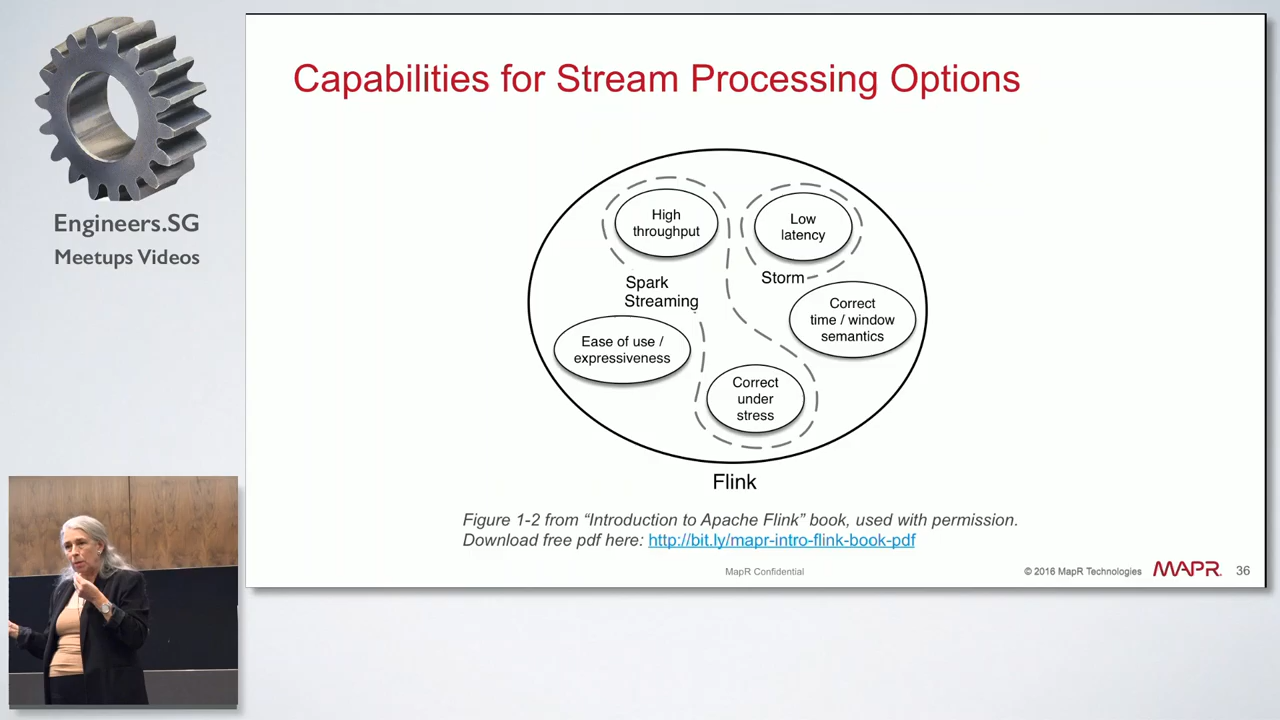 Engineers.SG
Meetups Videos
Capabilities for Stream Processing Options
High
throughput
Low
latency
Spark
Streaming
Storm
Correct
time / window
semantics
Ease of use /
expressiveness
Correct
under
stress
Flink
Figure 1-2 from “Introduction to Apache Flink” book, used with permission.
Download free pdf here: http://bit.ly/mapr-intro-flink-book-pdf
MapR Confidential
© 2016 MapR Technologies
MAPR.
36